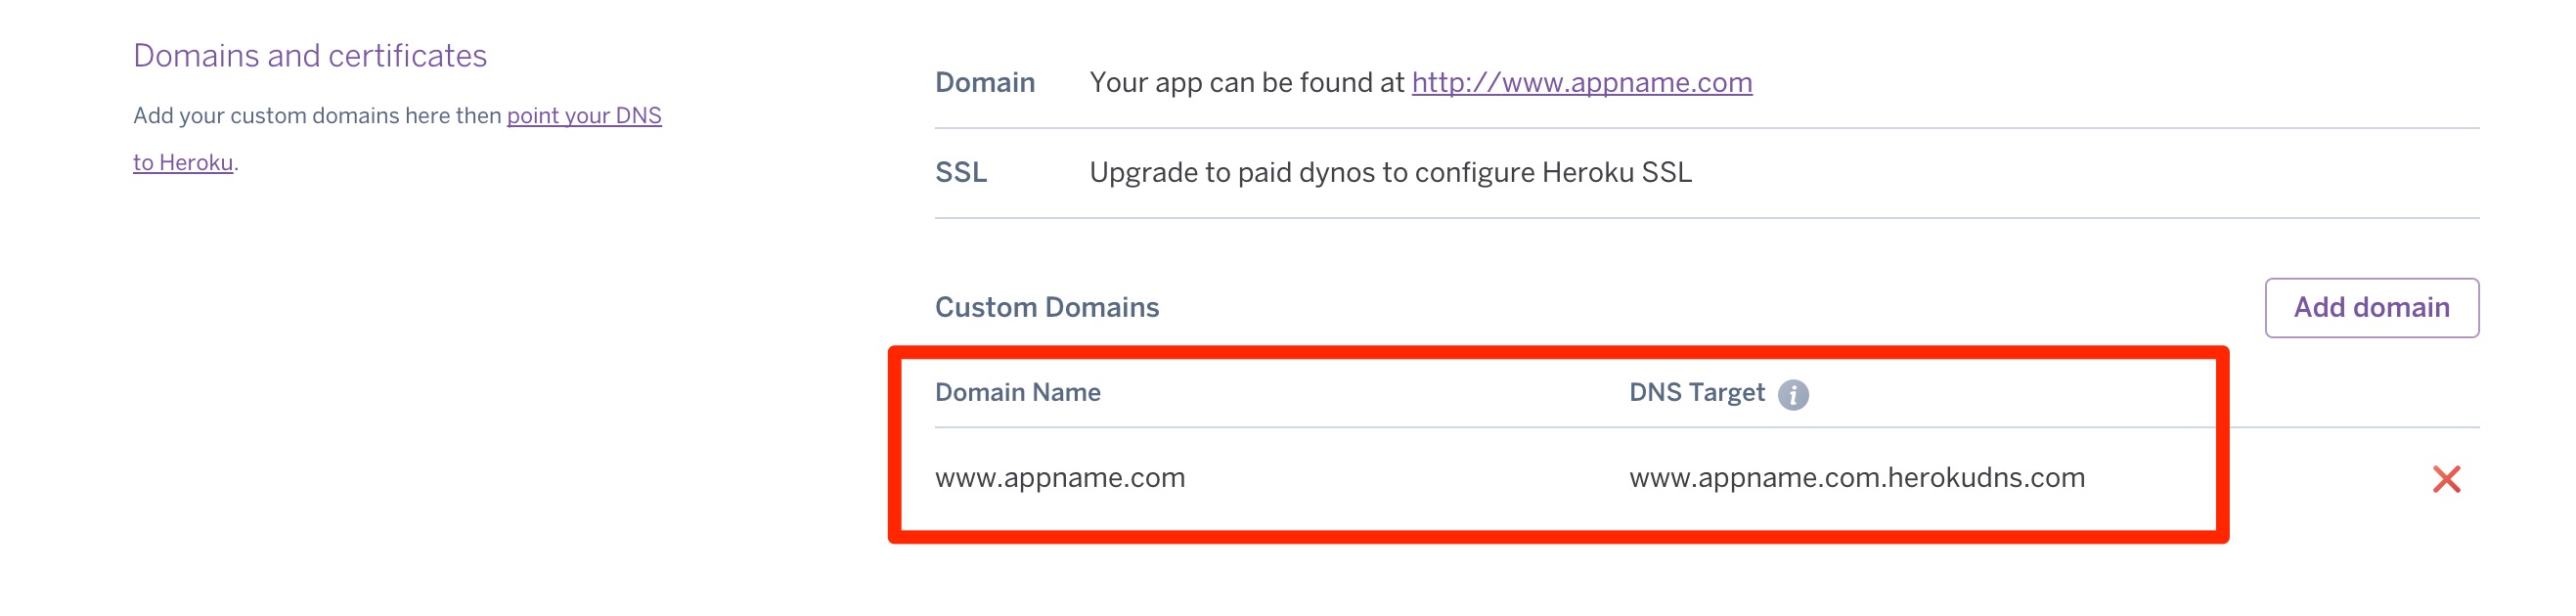 Domains and certificates
Add your custom domains here then point your DNS
to Heroku.
Domain Your app can be found at http://www.appname.com
SSL Upgrade to paid dynos to configure Heroku SSL
Custom Domains Add domain
Domain Name DNS Target i
www.appname.com www.appname.com.herokudns.com